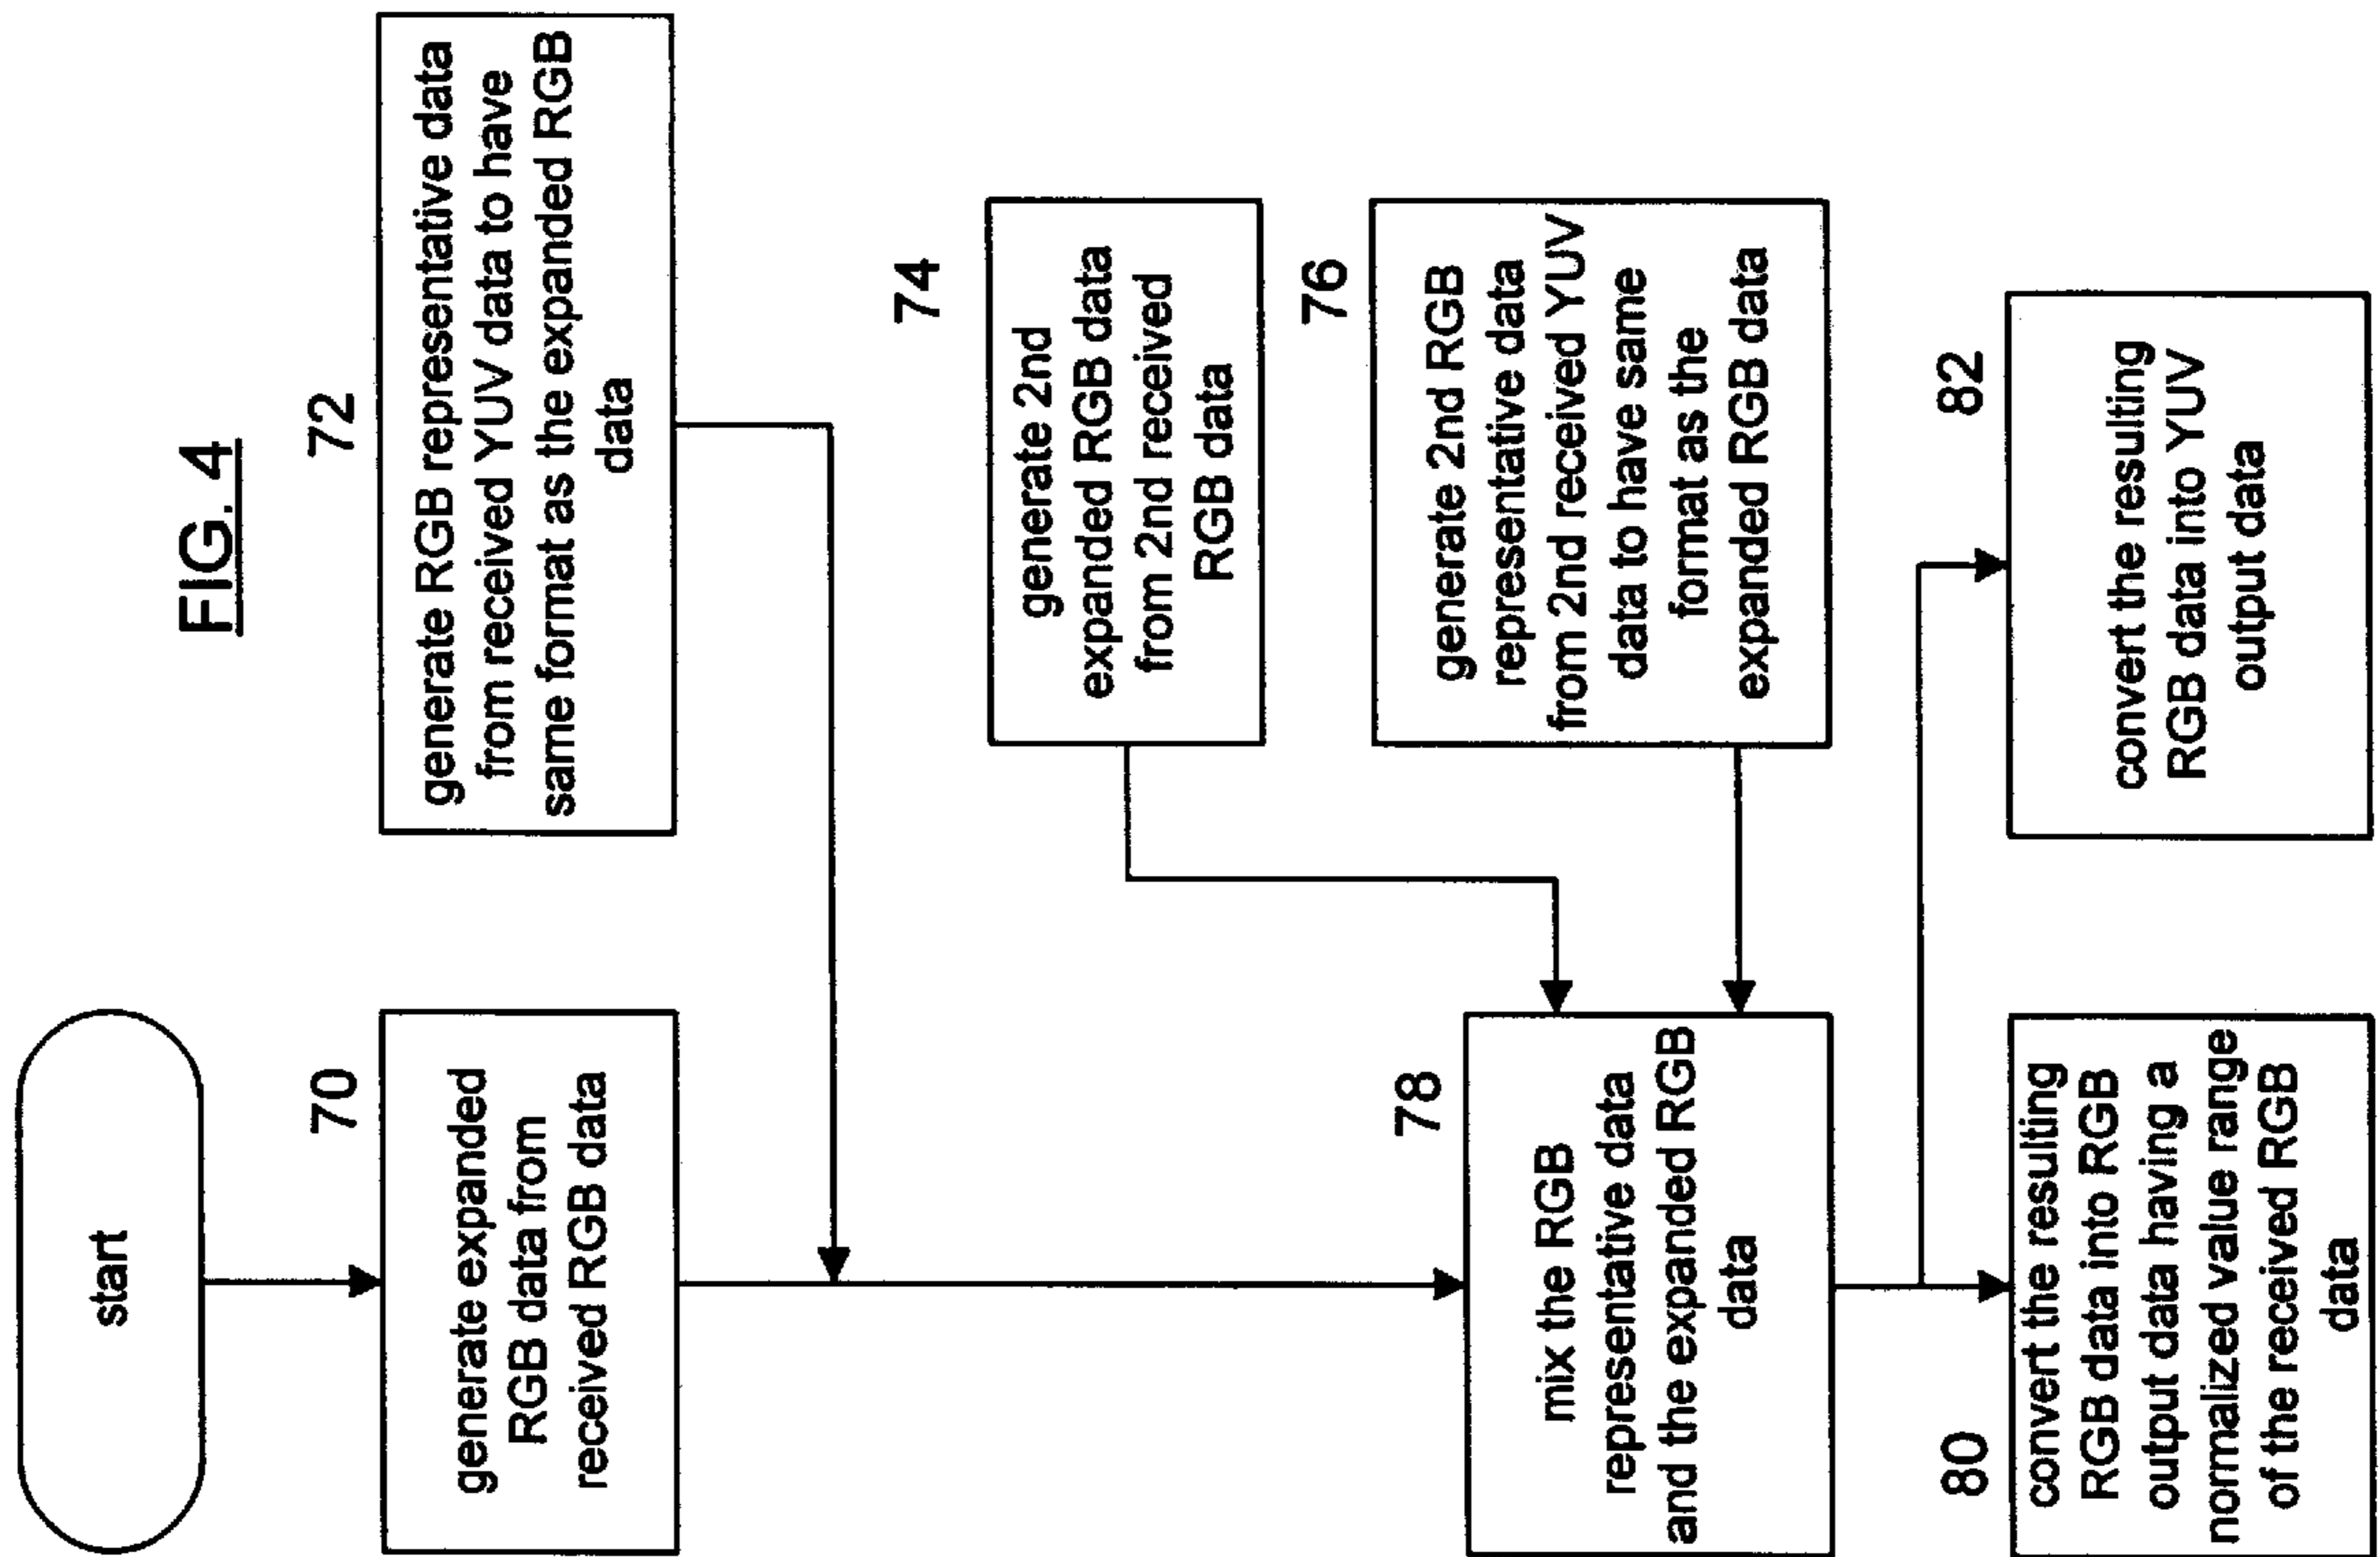 FIG. 4
start
70
generate expanded
RGB data from
received RGB data
72
generate RGB representative data
from received YUV data to have
same format as the expanded RGB
data
74
generate 2nd
expanded RGB data
from 2nd received
RGB data
76
generate 2nd RGB
representative data
from 2nd received YUV
data to have same
format as the
expanded RGB data
78
mix the RGB
representative data
and the expanded RGB
data
80
convert the resulting
RGB data into RGB
output data having a
normalized value range
of the received RGB
data
82
convert the resulting
RGB data into YUV
output data